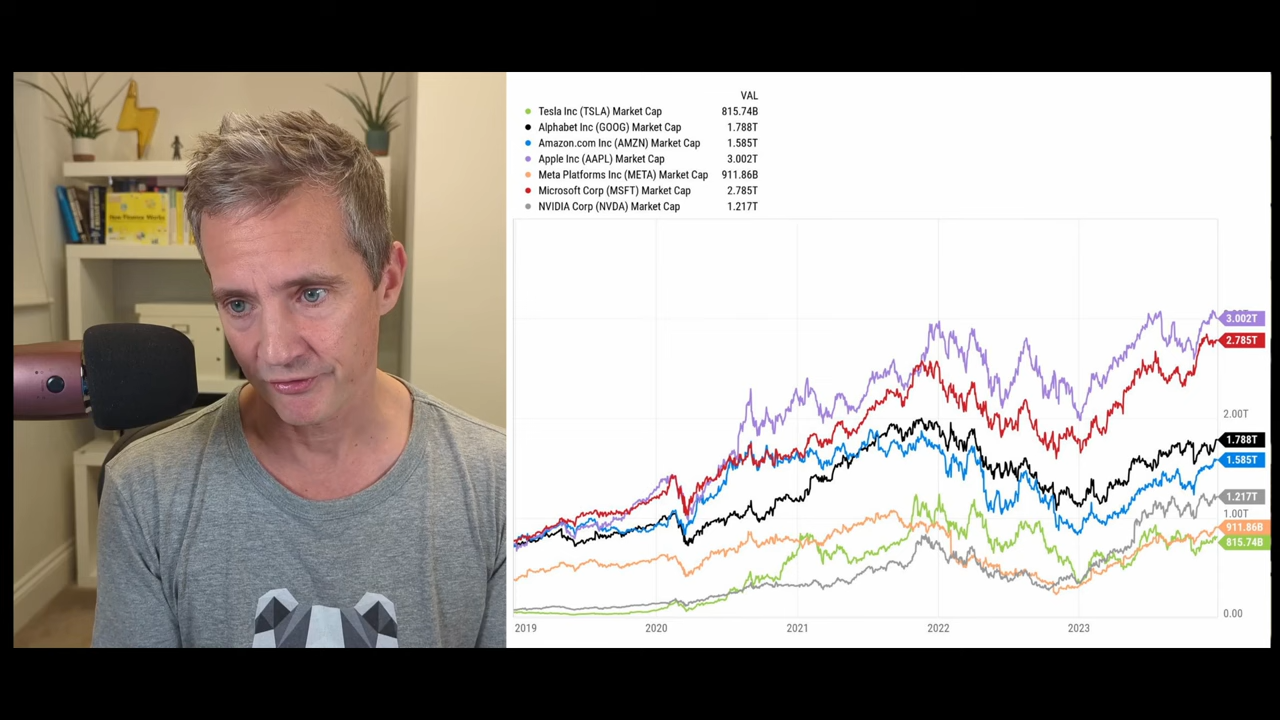 How Finance Works
VAL
Tesla Inc (TSLA) Market Cap 815.74B
Alphabet Inc (GOOG) Market Cap 1.788T
Amazon.com Inc (AMZN) Market Cap 1.585T
Apple Inc (AAPL) Market Cap 3.002T
Meta Platforms Inc (META) Market Cap 911.86B
Microsoft Corp (MSFT) Market Cap 2.785T
NVIDIA Corp (NVDA) Market Cap 1.217T
3.002T
2.785T
2.00T
1.788T
1.585T
1.217T
1.00T
911.86B
815.74B
0.00
2019 2020 2021 2022 2023